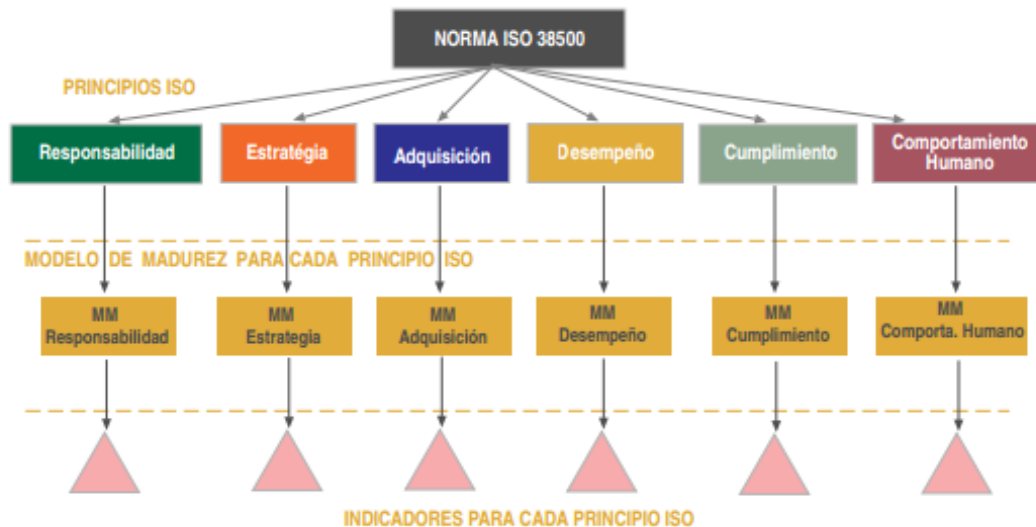 NORMA ISO 38500
PRINCIPIOS ISO
Responsabilidad
Estratégia
Adquisición
Desempeño
Cumplimiento
Comportamiento
Humano
MODELO DE MADUREZ PARA CADA PRINCIPIO ISO
MM
Responsabilidad
MM
Estrategia
MM
Adquisición
MM
Desempeño
MM
Cumplimiento
MM
Comporta. Humano
INDICADORES PARA CADA PRINCIPIO ISO